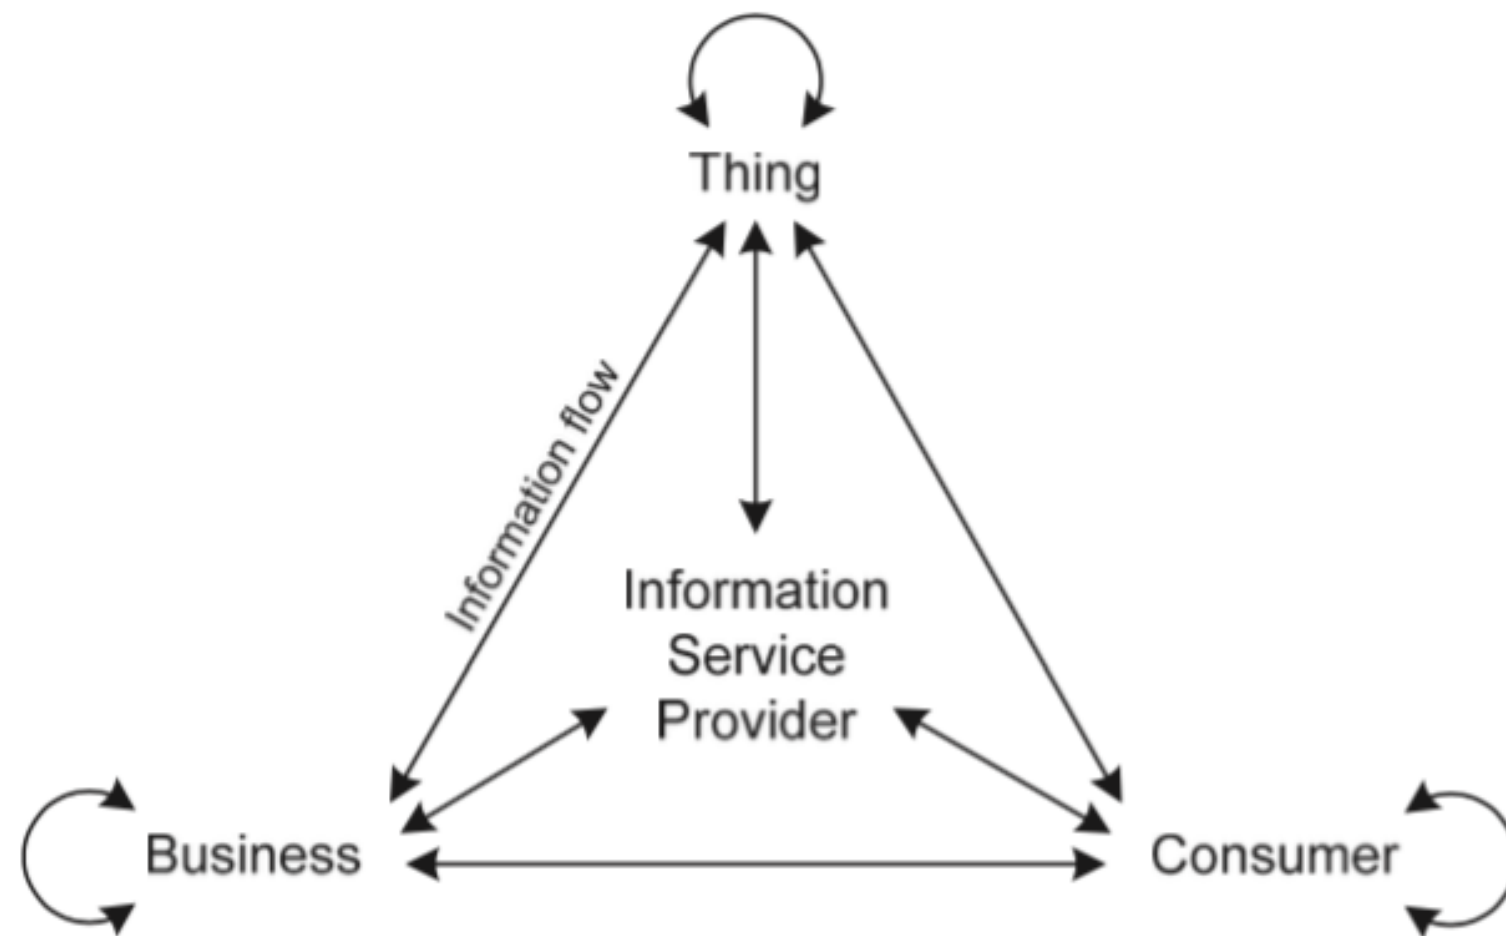 Thing
Information flow
Information
Service
Provider
Business
Consumer